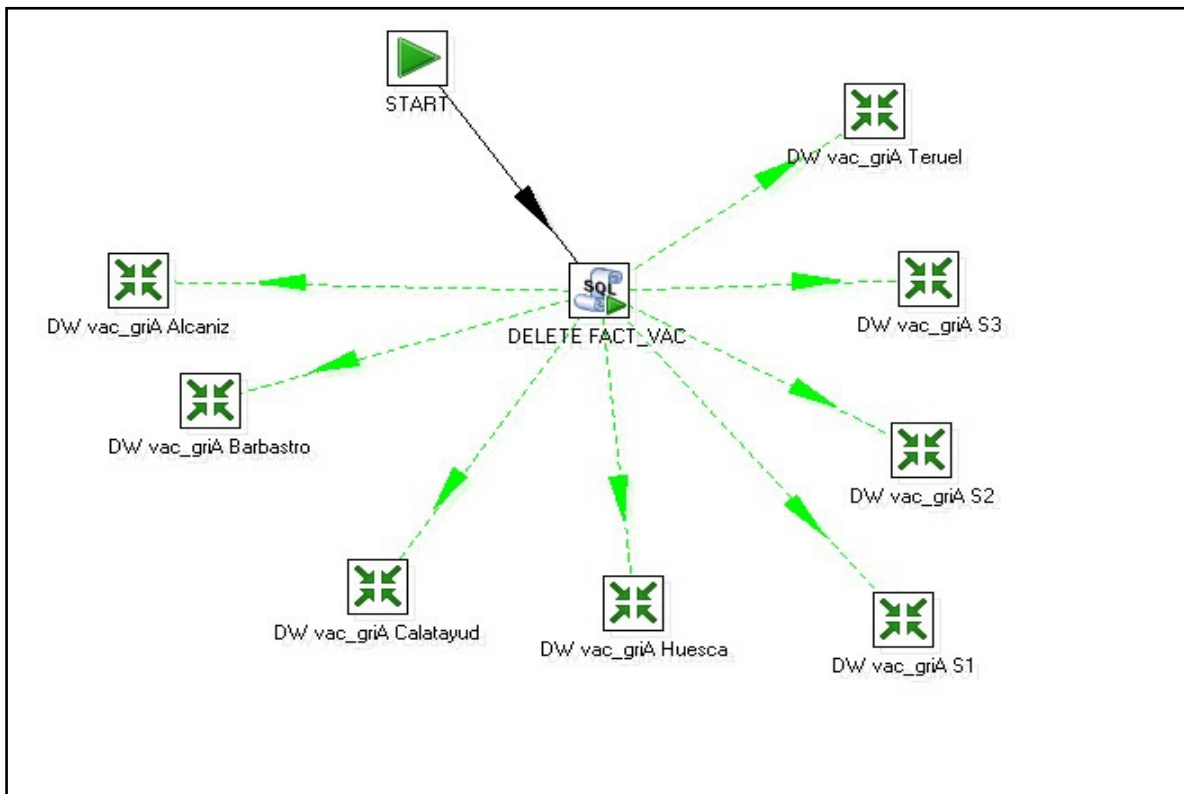 START
DW vac_griA Teruel
DW vac_griA Alcaniz
SQL
DW vac_griA S3
DELETE FACT_VAC
DW vac_griA Barbastro
DW vac_griA S2
DW vac_griA Calatayud
DW vac_griA Huesca
DW vac_griA S1